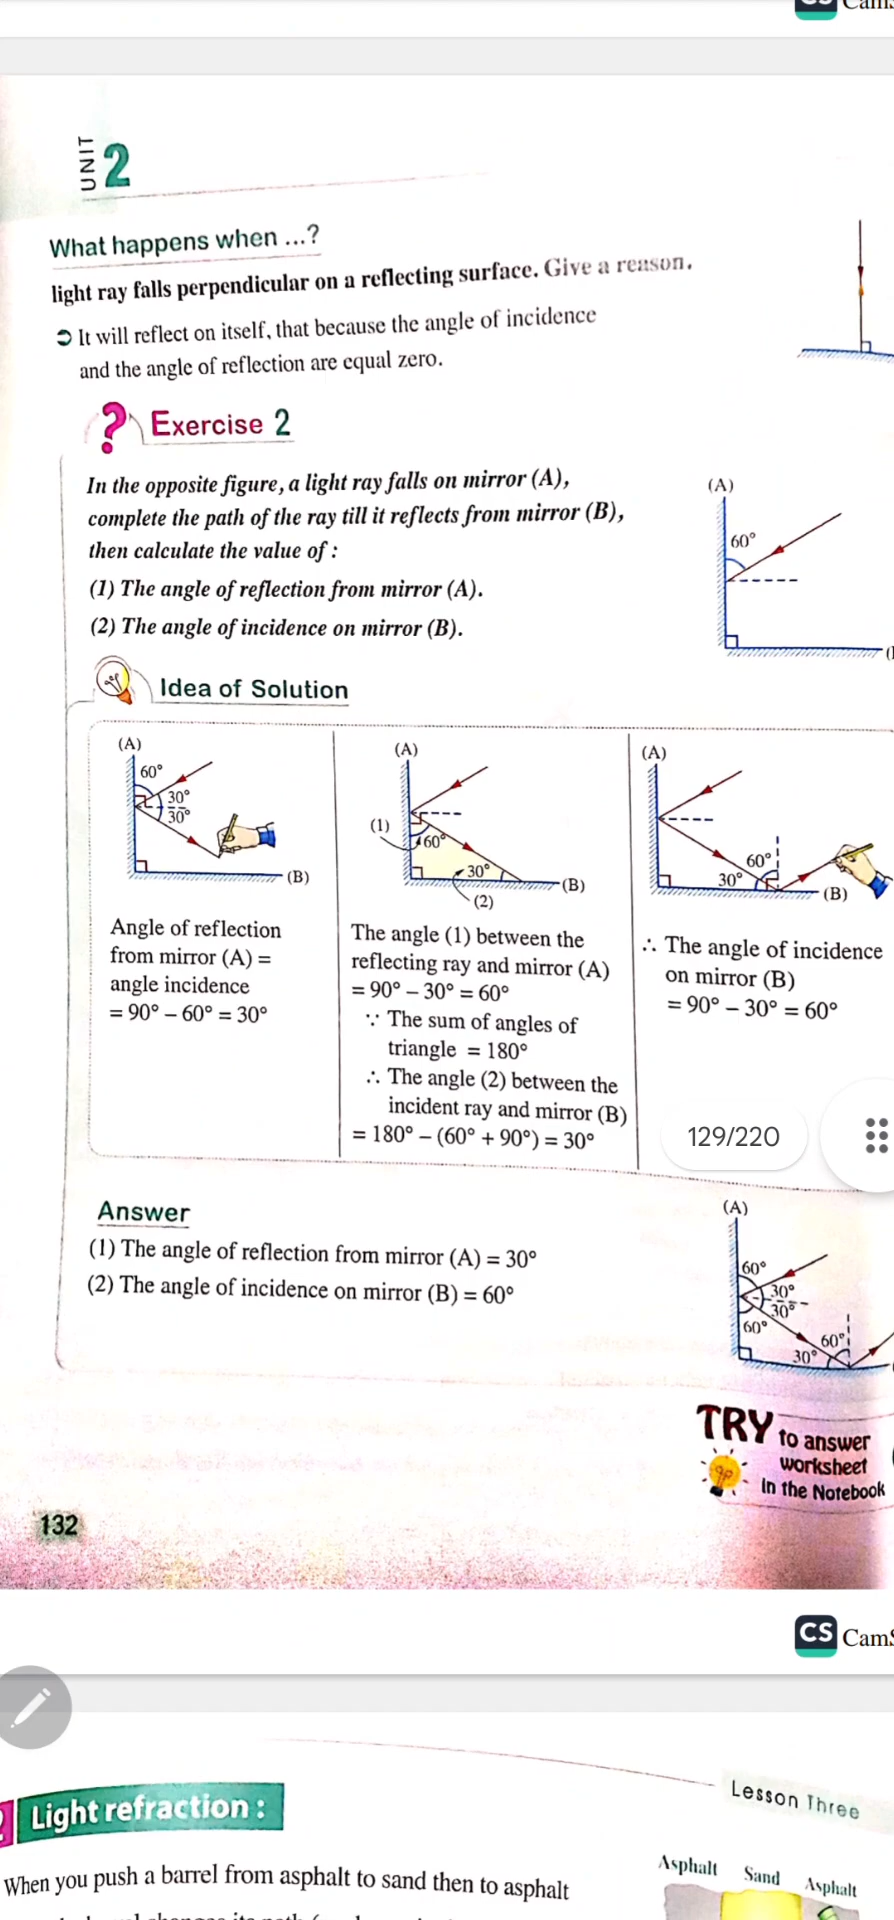 UNIT
2
What happens when ...?
light ray falls perpendicular on a reflecting surface. Give a reason.
It will reflect on itself, that because the angle of incidence
and the angle of reflection are equal zero.
? Exercise 2
In the opposite figure, a light ray falls on mirror (A),
complete the path of the ray till it reflects from mirror (B),
then calculate the value of :
(1) The angle of reflection from mirror (A).
(2) The angle of incidence on mirror (B).
(A)
60°
Idea of Solution
(A)
60°
30°
30°
(B)
Angle of reflection
from mirror (A) =
angle incidence
= 90° – 60° = 30°
(A)
(1)
60°
30°
(B)
(2)
The angle (1) between the
reflecting ray and mirror (A)
= 90° – 30° = 60°
∵ The sum of angles of
triangle = 180°
∴ The angle (2) between the
incident ray and mirror (B)
= 180° – (60° + 90°) = 30°
(A)
60°
30°
(B)
∴ The angle of incidence
on mirror (B)
= 90° – 30° = 60°
129/220
Answer
(1) The angle of reflection from mirror (A) = 30°
(2) The angle of incidence on mirror (B) = 60°
(A)
60°
30°
30°
60°
60°
30°
TRY to answer
worksheet
in the Notebook
132
CS
Lesson Three
Light refraction :
When you push a barrel from asphalt to sand then to asphalt
Asphalt Sand Asphalt